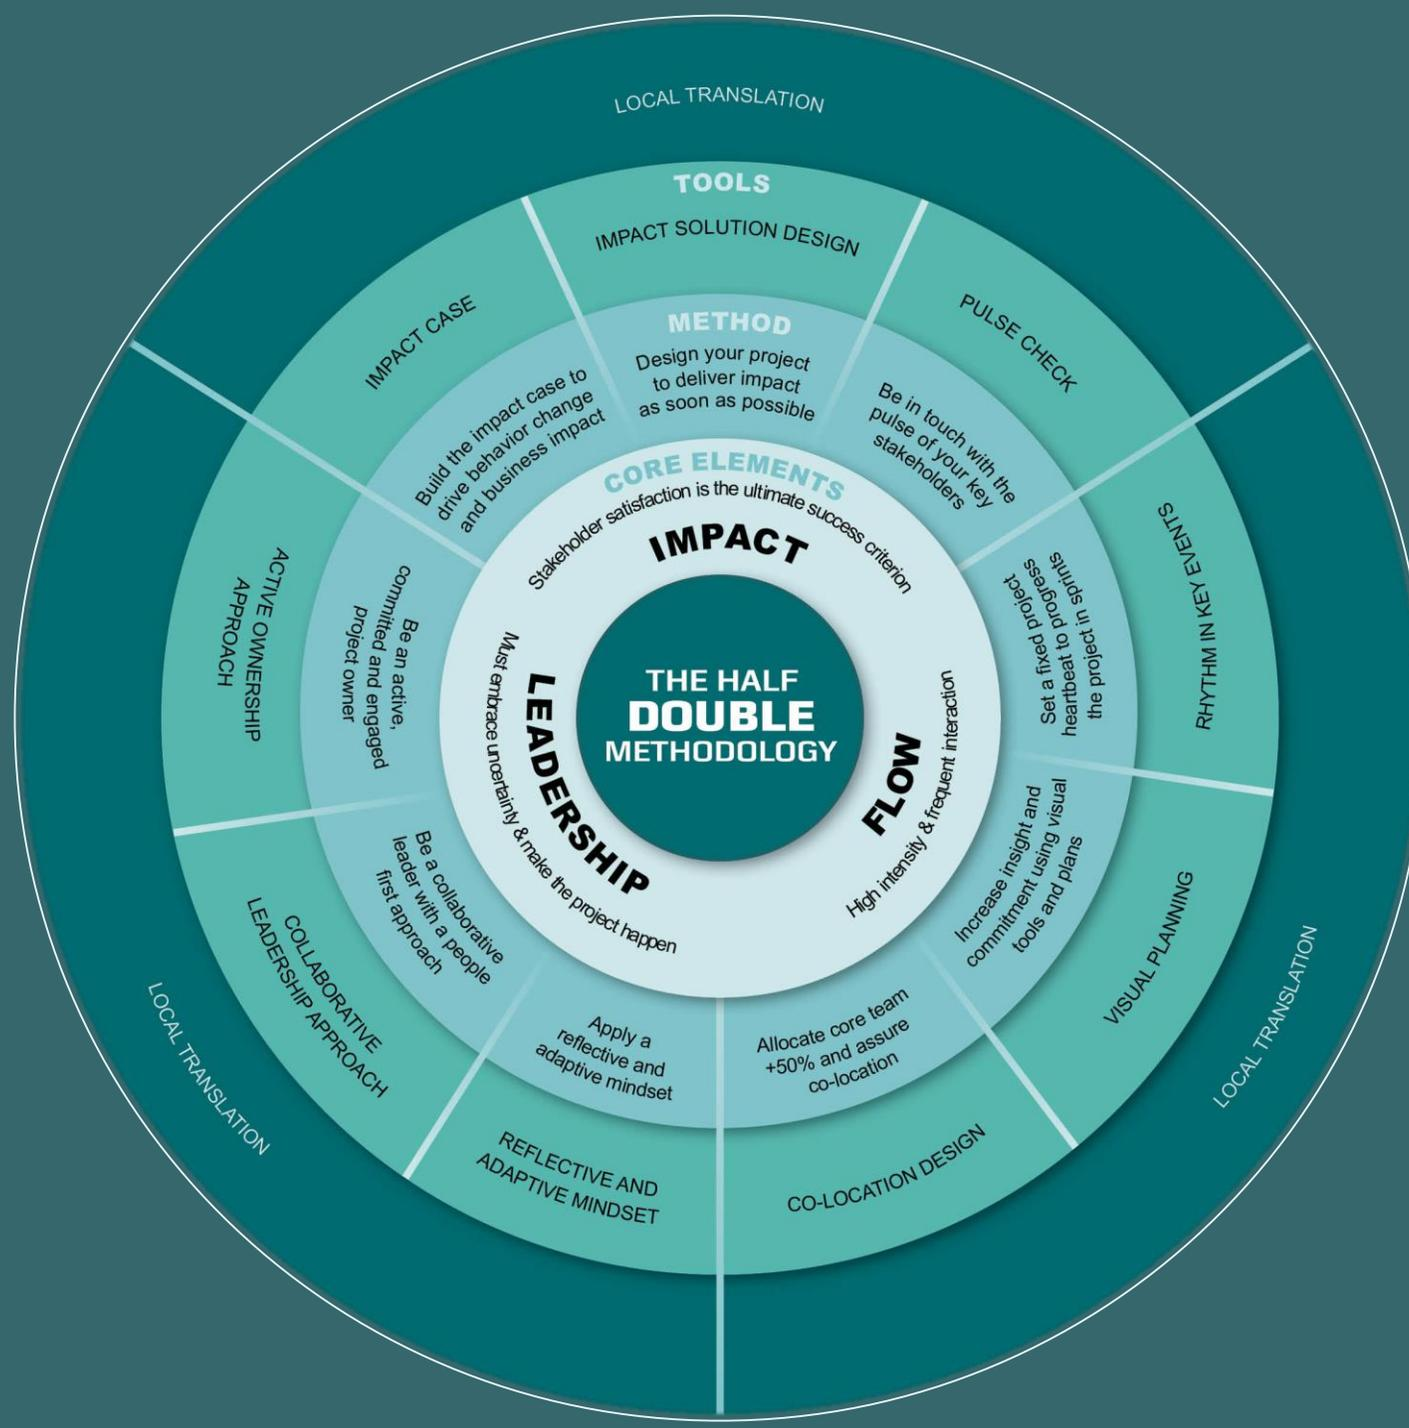 LOCAL TRANSLATION
TOOLS
IMPACT SOLUTION DESIGN
METHOD
Design your project
to deliver impact
as soon as possible
IMPACT CASE
Build the impact case to
drive behavior change
and business impact
PULSE CHECK
Be in touch with the
pulse of your key
stakeholders
CORE ELEMENTS
Stakeholder satisfaction is the ultimate success criterion
IMPACT
THE HALF
DOUBLE
METHODOLOGY
RHYTHM IN KEY EVENTS
Set a fixed project
heartbeat to progress
the project in sprints
FLOW
High intensity & frequent interaction
Increase insight and
commitment using visual
tools and plans
VISUAL PLANNING
LOCAL TRANSLATION
Allocate core team
+50% and assure
co-location
CO-LOCATION DESIGN
ACTIVE OWNERSHIP
APPROACH
Be an active,
committed and engaged
project owner
LEADERSHIP
Must embrace uncertainty & make the project happen
Be a collaborative
leader with a people
first approach
COLLABORATIVE
LEADERSHIP APPROACH
LOCAL TRANSLATION
Apply a
reflective and
adaptive mindset
REFLECTIVE AND
ADAPTIVE MINDSET